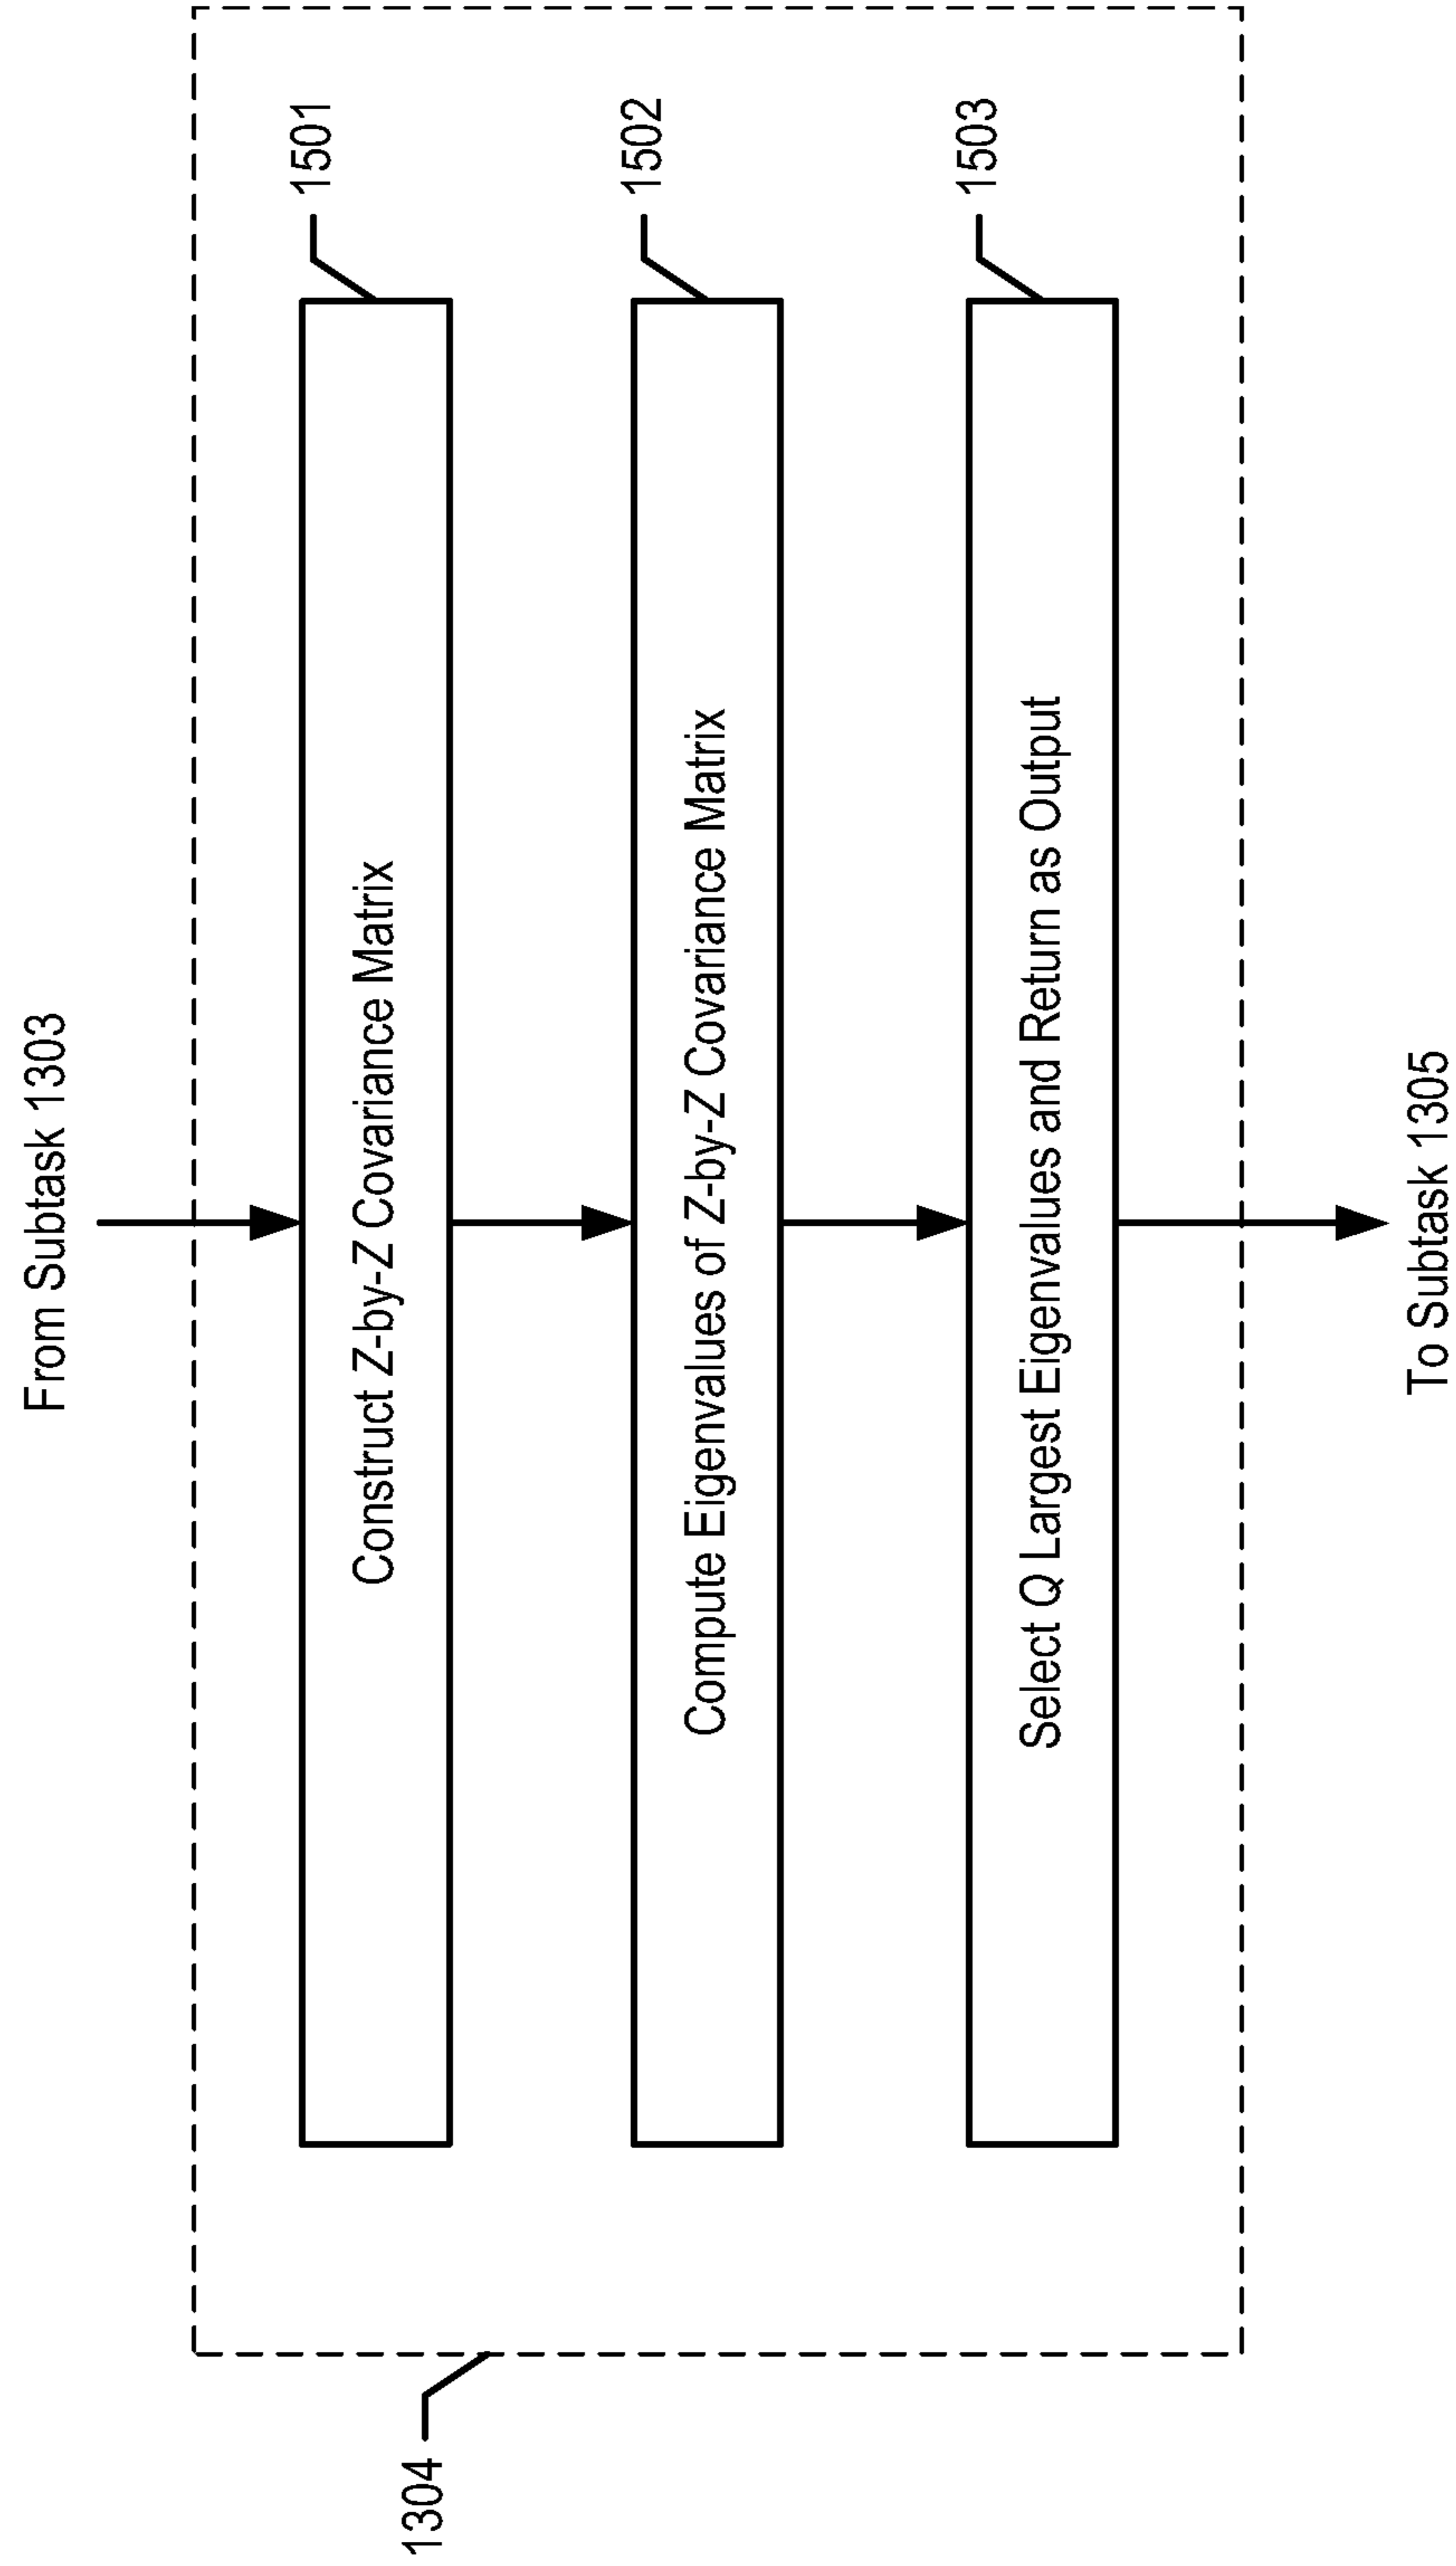 From Subtask 1303
1304
Construct Z-by-Z Covariance Matrix
1501
Compute Eigenvalues of Z-by-Z Covariance Matrix
1502
Select Q Largest Eigenvalues and Return as Output
1503
To Subtask 1305